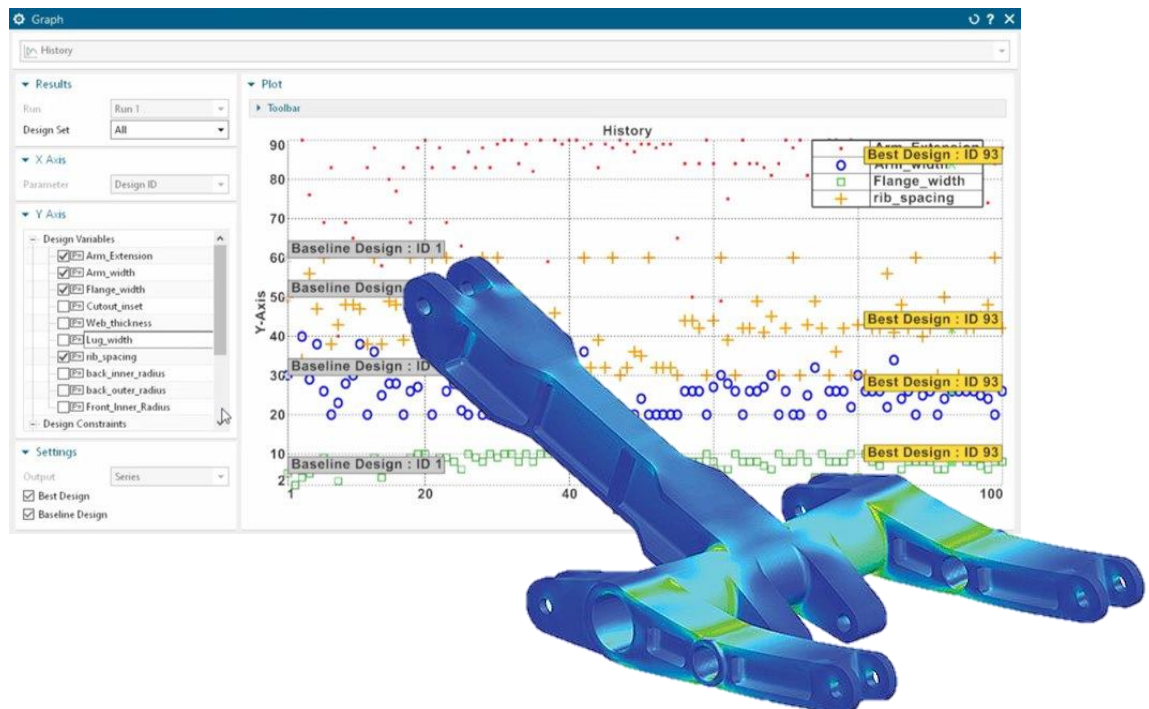 Graph
History
Results
Run
Run 1
Design Set
All
X Axis
Parameter
Design ID
Y Axis
Design Variables
Arm_Extension
Arm_width
Flange_width
Cutout_inset
Web_thickness
Lug_width
rib_spacing
back_inner_radius
back_outer_radius
Front_Inner_Radius
Design Constraints
Settings
Output
Series
Best Design
Baseline Design
Plot
Toolbar
History
Y-Axis
90
80
70
60
50
40
30
20
10
2
1
20
40
100
Arm_Extension
Arm_width
Flange_width
rib_spacing
Best Design : ID 93
Baseline Design : ID 1
Baseline Design
Best Design : ID 93
Baseline Design : ID
Best Design : ID 93
Baseline Design : ID 1
Best Design : ID 93